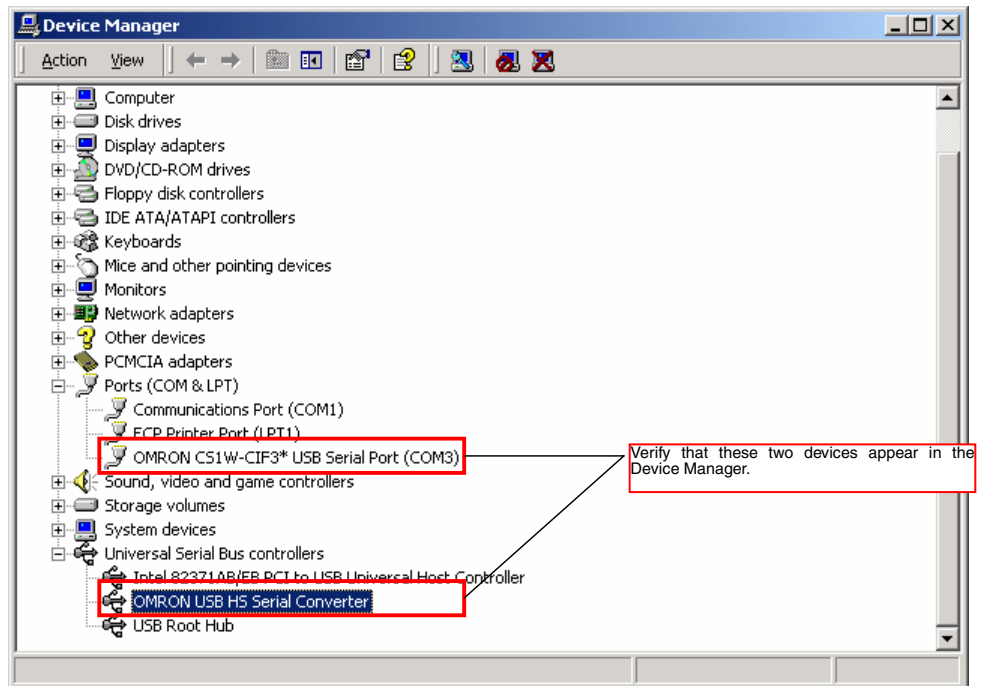 Device Manager
Action View
Computer
Disk drives
Display adapters
DVD/CD-ROM drives
Floppy disk controllers
IDE ATA/ATAPI controllers
Keyboards
Mice and other pointing devices
Monitors
Network adapters
Other devices
PCMCIA adapters
Ports (COM & LPT)
Communications Port (COM1)
ECP Printer Port (LPT1)
OMRON CS1W-CIF3* USB Serial Port (COM3)
Verify that these two devices appear in the
Device Manager.
Sound, video and game controllers
Storage volumes
System devices
Universal Serial Bus controllers
Intel 82371AB/EB PCI to USB Universal Host Controller
OMRON USB HS Serial Converter
USB Root Hub